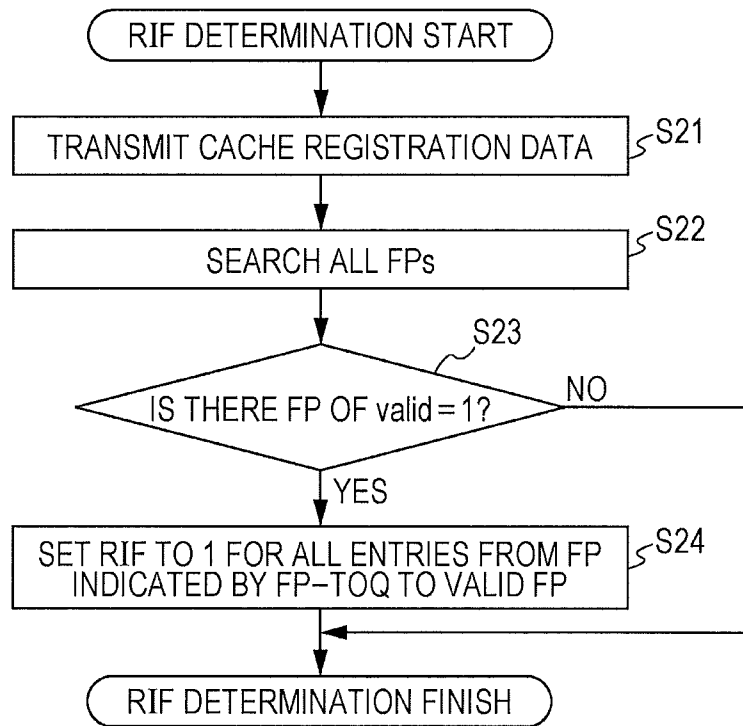 RIF DETERMINATION START
TRANSMIT CACHE REGISTRATION DATA
S21
SEARCH ALL FPs
S22
S23
IS THERE FP OF valid=1?
NO
YES
SET RIF TO 1 FOR ALL ENTRIES FROM FP
INDICATED BY FP-TOQ TO VALID FP
S24
RIF DETERMINATION FINISH